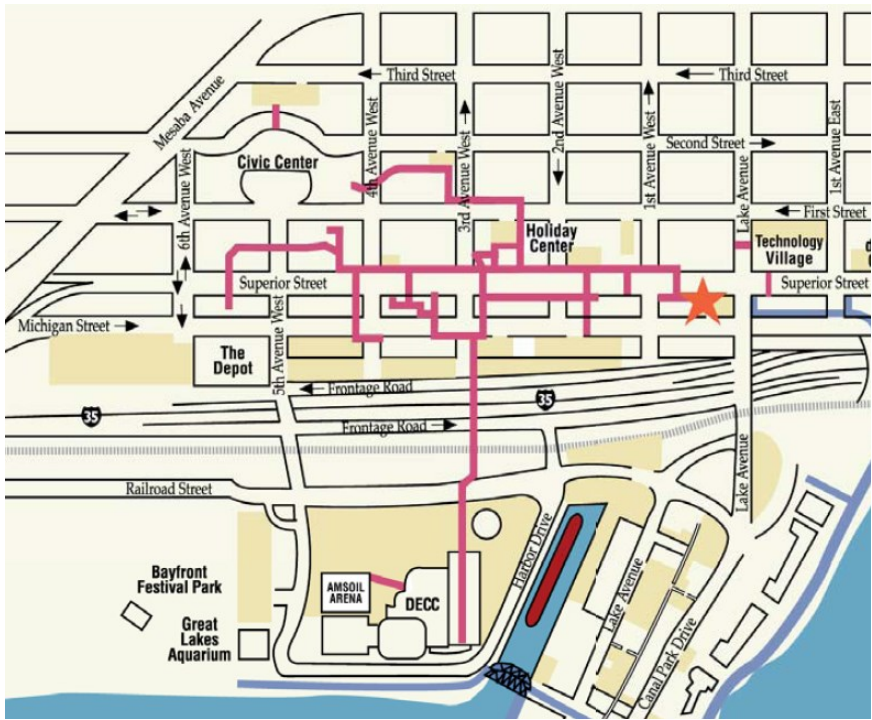 Third Street
Third Street
Mesaba Avenue
2nd Avenue West
Second Street
Civic Center
4th Avenue West
3rd Avenue West
1st Avenue West
1st Avenue East
6th Avenue West
Lake Avenue
First Street
Holiday
Center
Technology
Village
Superior Street
Superior Street
Michigan Street
The
Depot
5th Avenue West
Frontage Road
35
35
Frontage Road
Lake Avenue
Railroad Street
Harbor Drive
Bayfront
Festival Park
AMSOIL
ARENA
DECC
Lake Avenue
Great
Lakes
Aquarium
Canal Park Drive